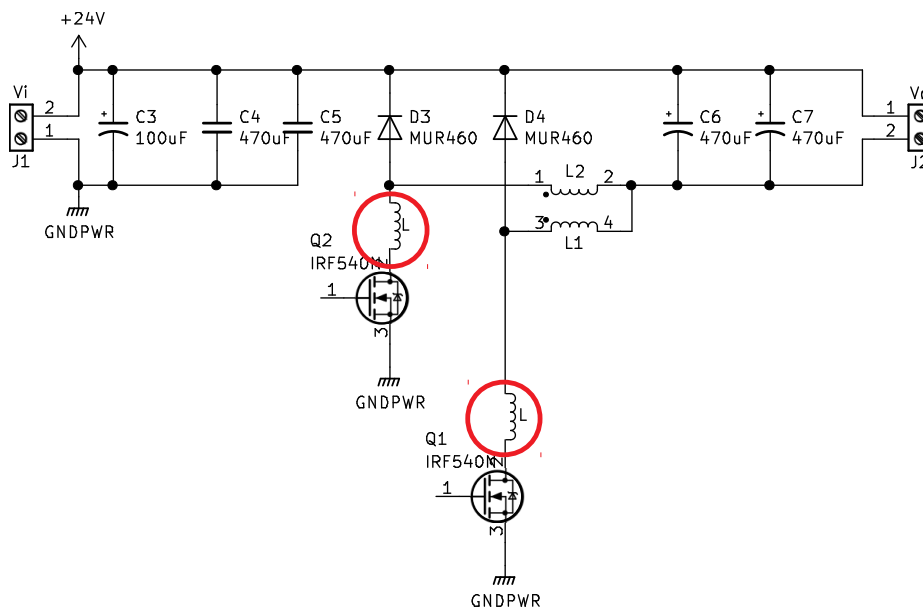 +24V
Vi
2
1
J1
+
C3
100uF
C4
470uF
C5
470uF
D3
MUR460
D4
MUR460
+
C6
470uF
+
C7
470uF
1
2
J2
GNDPWR
1
L2
2
3
L1
4
L
Q2
IRF540N
2
1
3
GNDPWR
L
Q1
IRF540N
2
1
3
GNDPWR